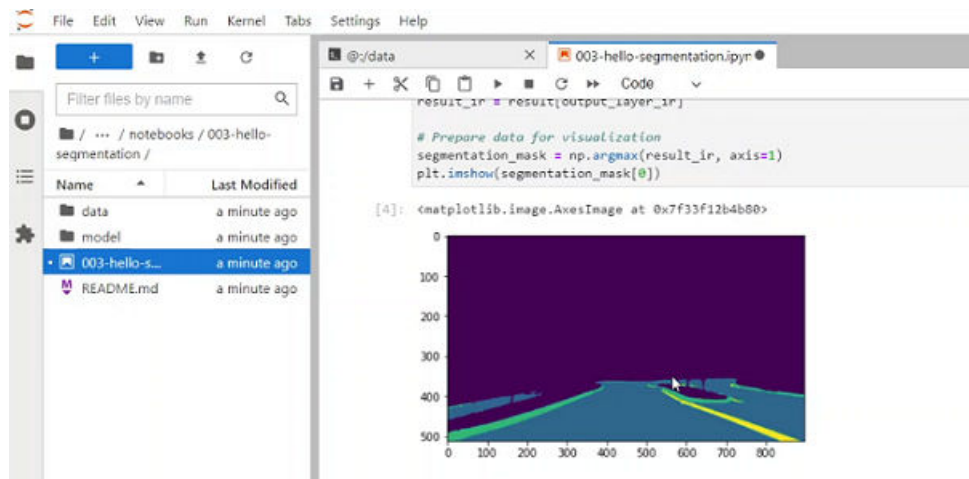 File Edit View Run Kernel Tabs Settings Help
+
Filter files by name
/ ··· / notebooks / 003-hello-
segmentation /
Name Last Modified
data a minute ago
model a minute ago
003-hello-s... a minute ago
README.md a minute ago
@:/data
003-hello-segmentation.ipyn
Code
result_ir = result[output_layer_ir]
# Prepare data for visualization
segmentation_mask = np.argmax(result_ir, axis=1)
plt.imshow(segmentation_mask[0])
[4]: <matplotlib.image.AxesImage at 0x7f33f12b4b80>
0
100
200
300
400
500
0 100 200 300 400 500 600 700 800